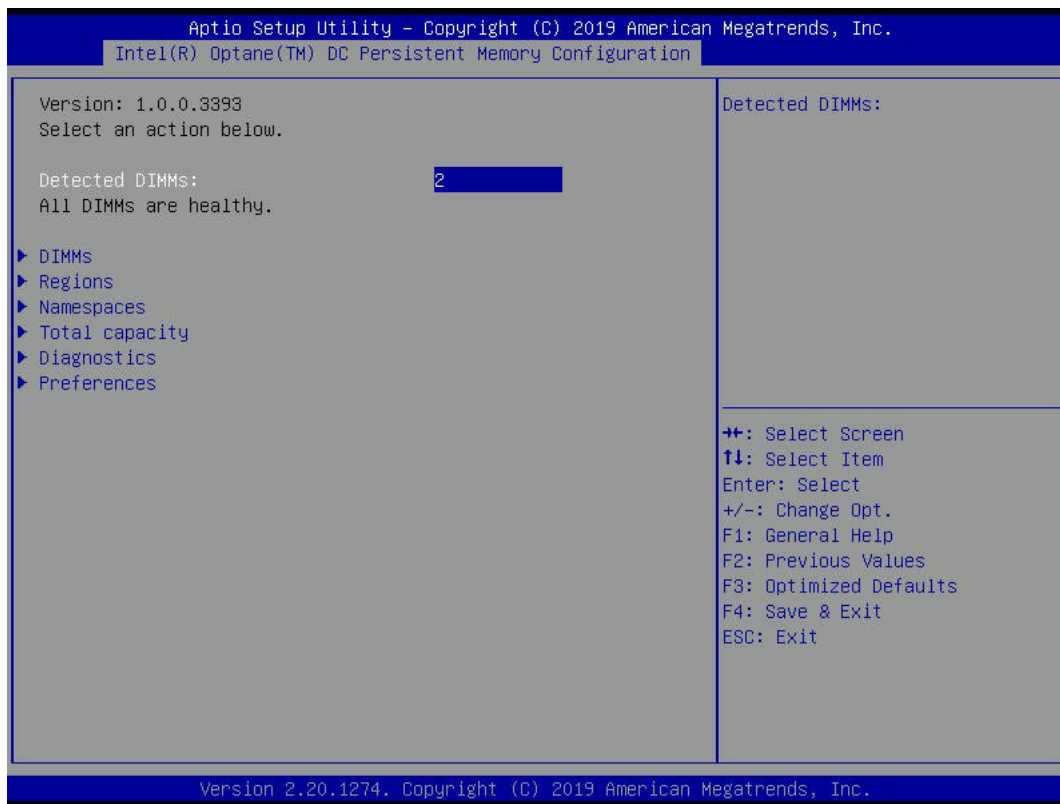 Aptio Setup Utility – Copyright (C) 2019 American Megatrends, Inc.
Intel(R) Optane(TM) DC Persistent Memory Configuration
Version: 1.0.0.3393
Select an action below.
Detected DIMMs: 2
All DIMMs are healthy.
▶ DIMMs
▶ Regions
▶ Namespaces
▶ Total capacity
▶ Diagnostics
▶ Preferences
Detected DIMMs:
→←: Select Screen
↑↓: Select Item
Enter: Select
+/-: Change Opt.
F1: General Help
F2: Previous Values
F3: Optimized Defaults
F4: Save & Exit
ESC: Exit
Version 2.20.1274. Copyright (C) 2019 American Megatrends, Inc.